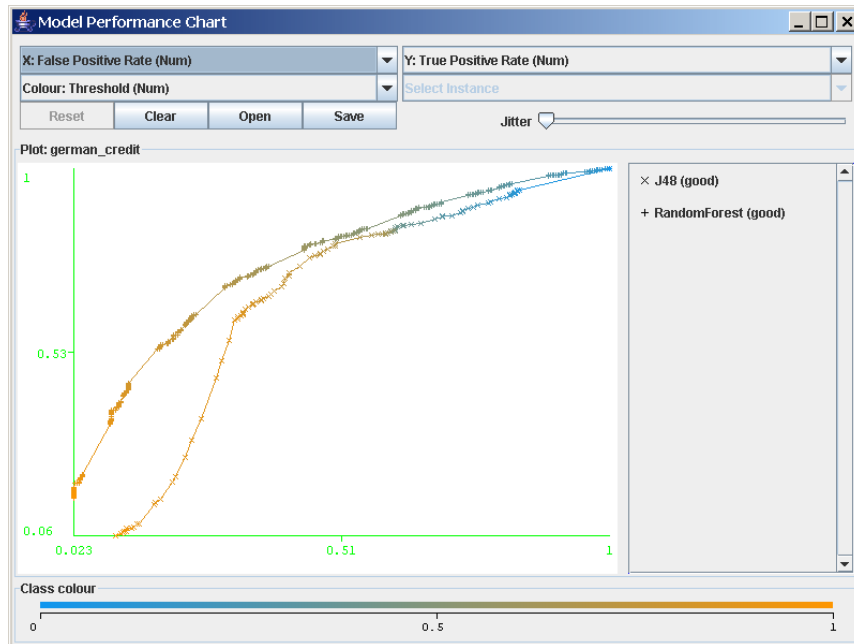 Model Performance Chart
X: False Positive Rate (Num)
Y: True Positive Rate (Num)
Colour: Threshold (Num)
Select Instance
Reset
Clear
Open
Save
Jitter
Plot: german_credit
1
0.53
0.06
0.023
0.51
1
× J48 (good)
+ RandomForest (good)
Class colour
0
0.5
1